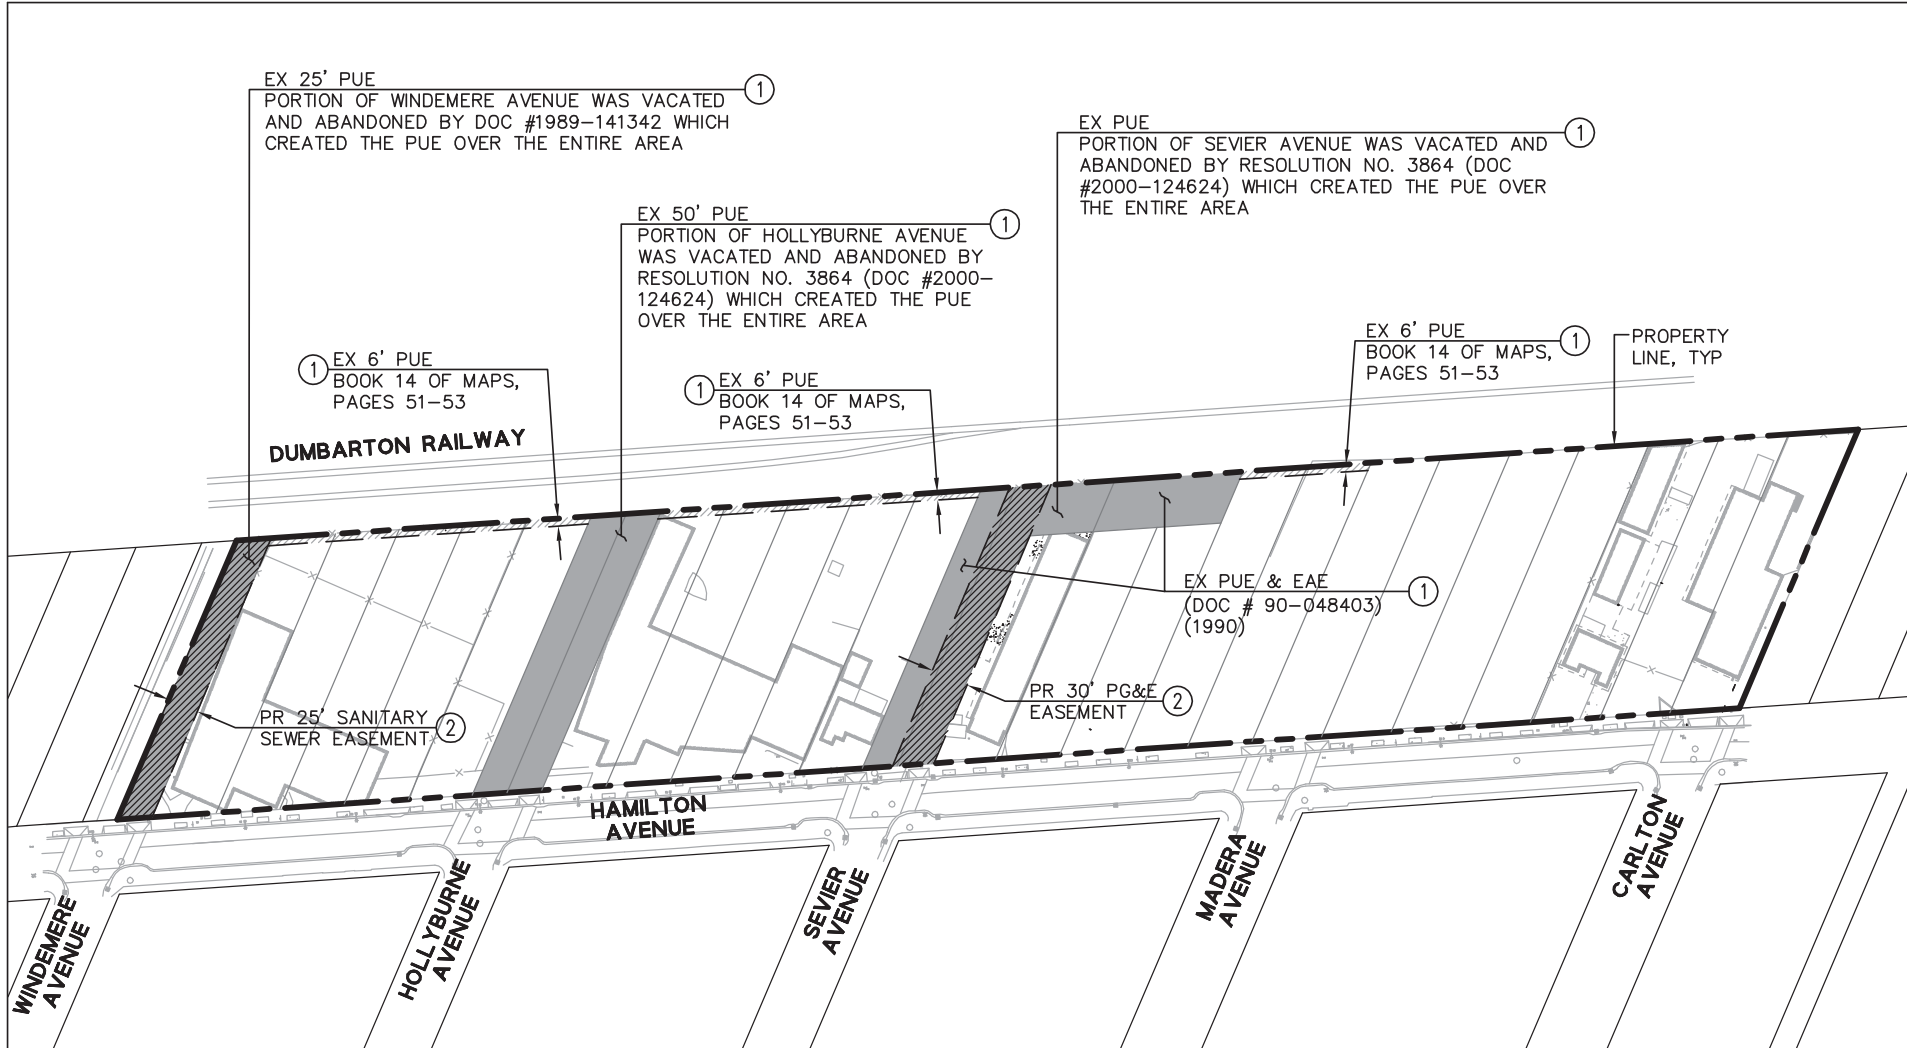 EX 25' PUE
PORTION OF WINDEMERE AVENUE WAS VACATED
AND ABANDONED BY DOC #1989-141342 WHICH
CREATED THE PUE OVER THE ENTIRE AREA
1
EX PUE
PORTION OF SEVIER AVENUE WAS VACATED AND
ABANDONED BY RESOLUTION NO. 3864 (DOC
#2000-124624) WHICH CREATED THE PUE OVER
THE ENTIRE AREA
1
EX 50' PUE
PORTION OF HOLLYBURNE AVENUE
WAS VACATED AND ABANDONED BY
RESOLUTION NO. 3864 (DOC #2000-
124624) WHICH CREATED THE PUE
OVER THE ENTIRE AREA
1
1
EX 6' PUE
BOOK 14 OF MAPS,
PAGES 51-53
1
EX 6' PUE
BOOK 14 OF MAPS,
PAGES 51-53
EX 6' PUE
BOOK 14 OF MAPS,
PAGES 51-53
1
PROPERTY
LINE, TYP
DUMBARTON RAILWAY
EX PUE & EAE
(DOC # 90-048403)
(1990)
1
PR 30' PG&E
EASEMENT
2
PR 25' SANITARY
SEWER EASEMENT
2
HAMILTON
AVENUE
WINDEMERE
AVENUE
HOLLYBURNE
AVENUE
SEVIER
AVENUE
MADERA
AVENUE
CARLTON
AVENUE